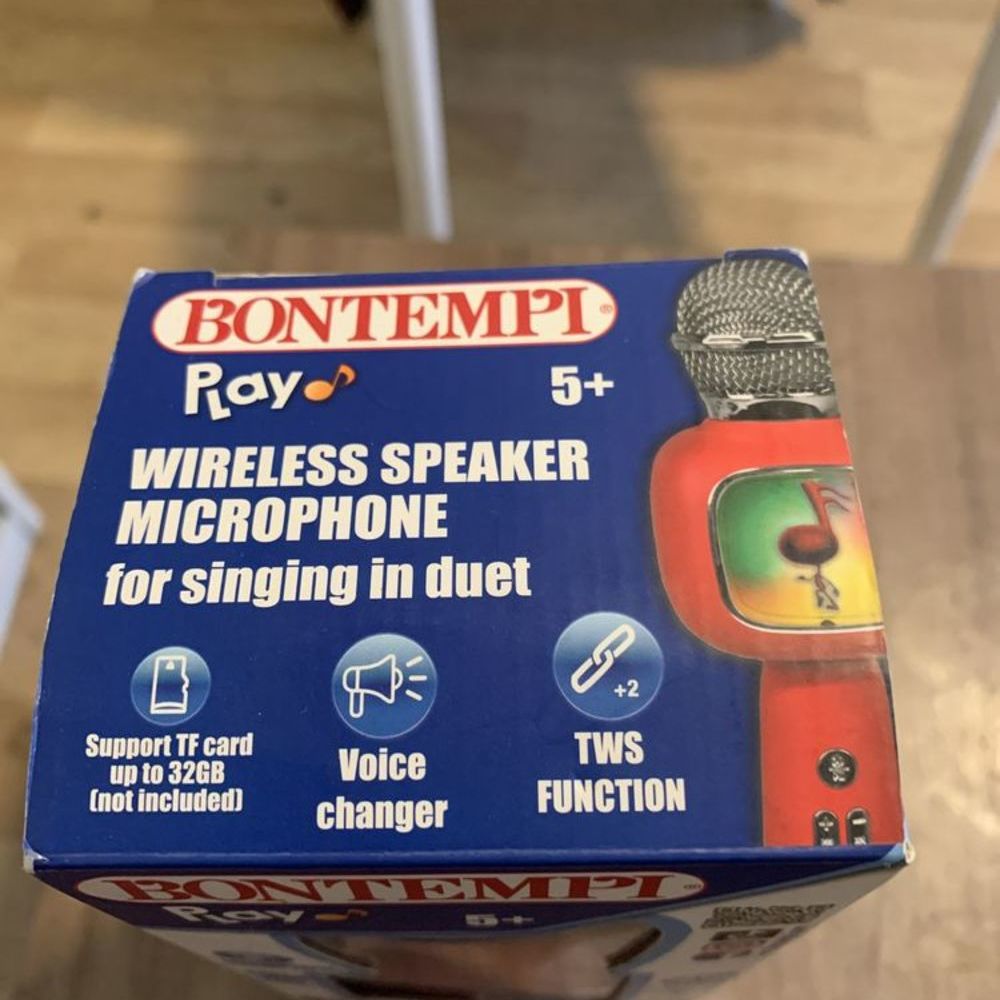 BONTEMPI®
Play
5+
WIRELESS SPEAKER
MICROPHONE
for singing in duet
+2
Support TF card
up to 32GB
(not included)
Voice
changer
TWS
FUNCTION
BONTEMPI®
Play
5+